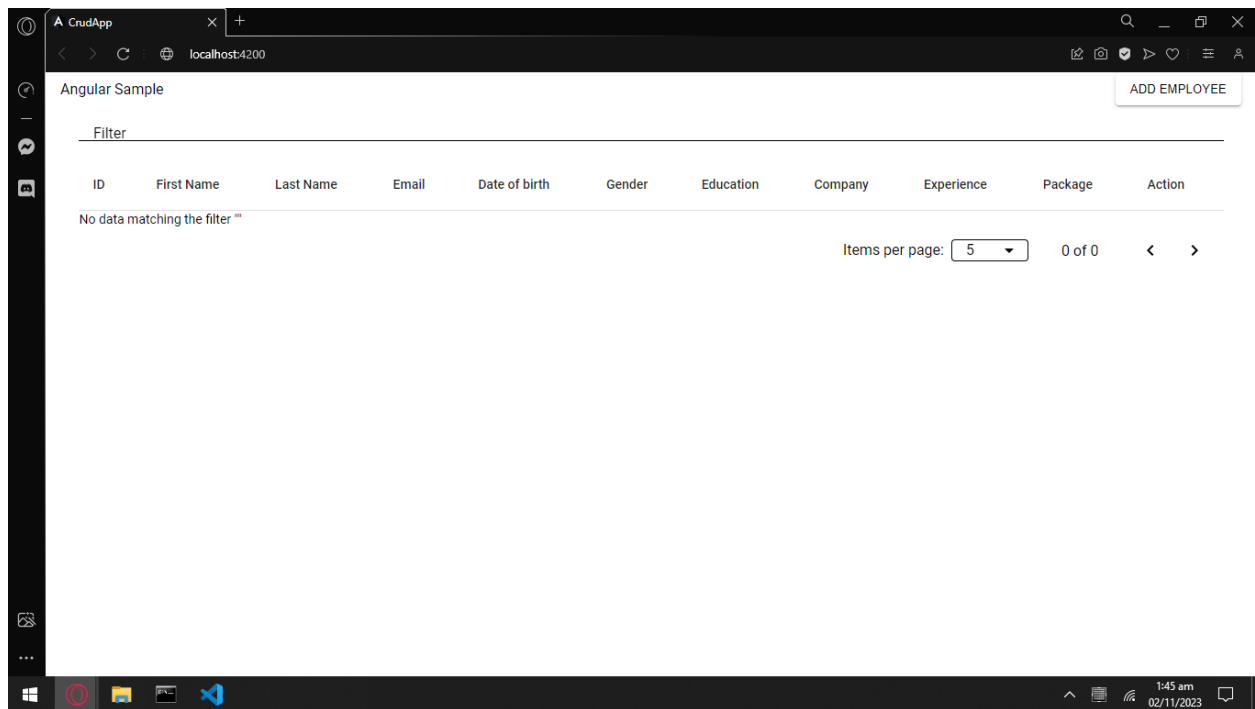 CrudApp
localhost:4200
Angular Sample
ADD EMPLOYEE
Filter
ID First Name Last Name Email Date of birth Gender Education Company Experience Package Action
No data matching the filter ""
Items per page: 5 0 of 0
1:45 am
02/11/2023